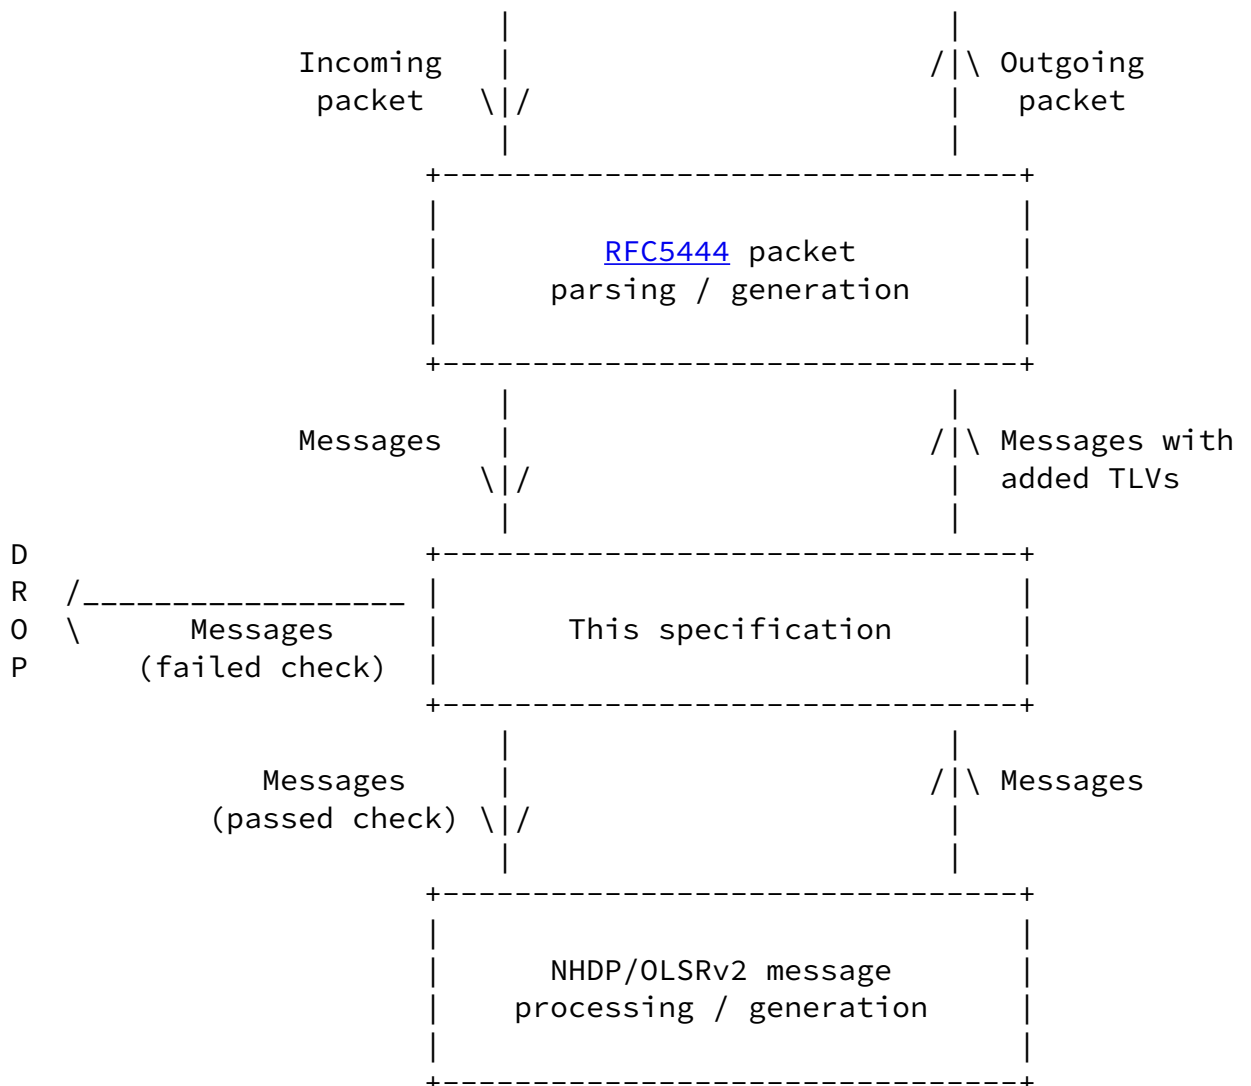 Incoming Outgoing
packet packet
RFC5444 packet
parsing / generation
Messages Messages with
added TLVs
D
R
O Messages This specification
P (failed check)
Messages Messages
(passed check)
NHDP/OLSRv2 message
processing / generation